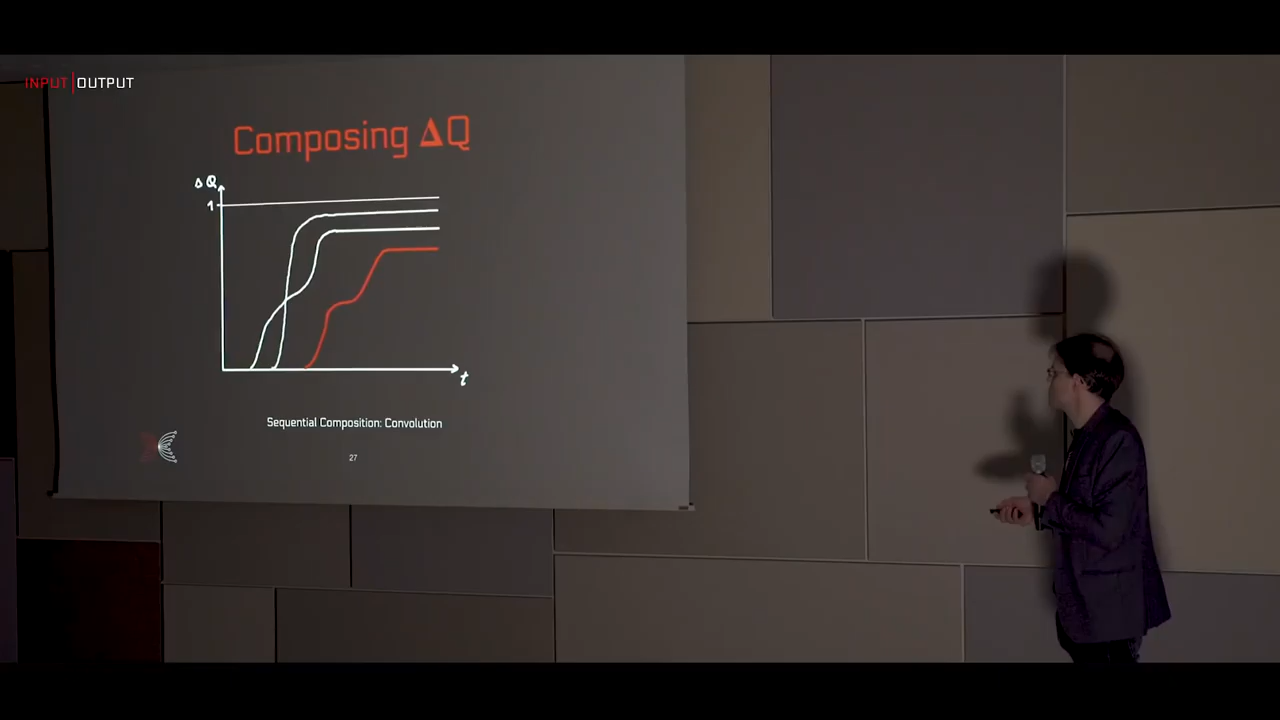 INPUT|OUTPUT
Composing ΔQ
ΔQ
1
t
Sequential Composition: Convolution
27